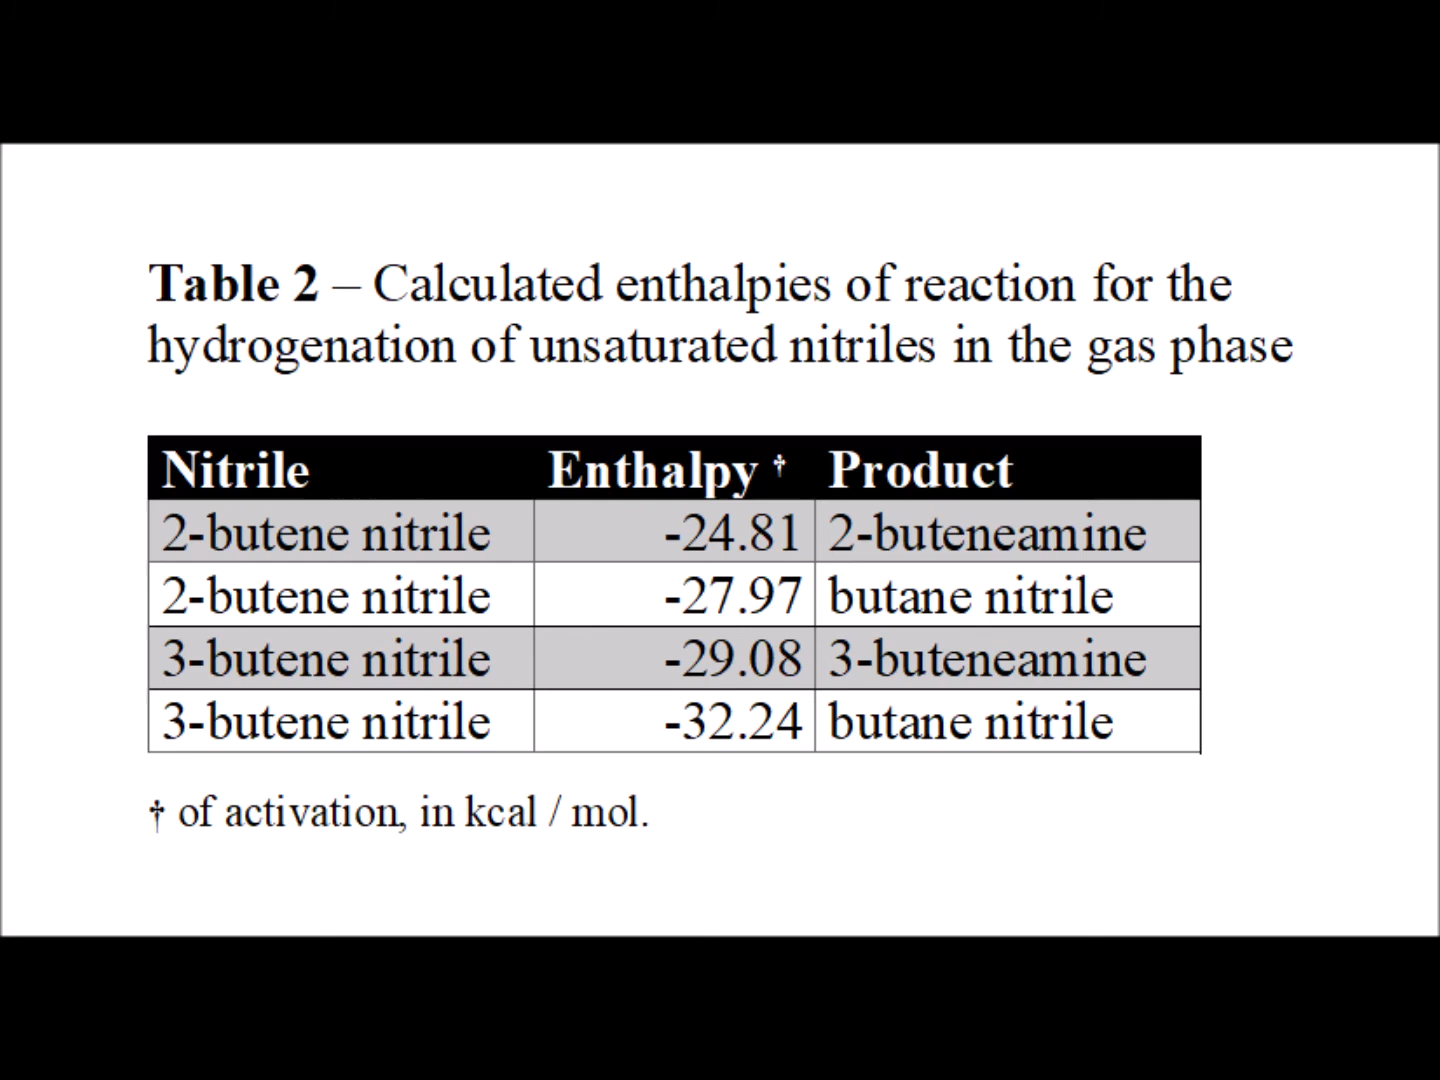 Table 2 – Calculated enthalpies of reaction for the
hydrogenation of unsaturated nitriles in the gas phase
Nitrile Enthalpy † Product
2-butene nitrile -24.81 2-buteneamine
2-butene nitrile -27.97 butane nitrile
3-butene nitrile -29.08 3-buteneamine
3-butene nitrile -32.24 butane nitrile
† of activation, in kcal / mol.